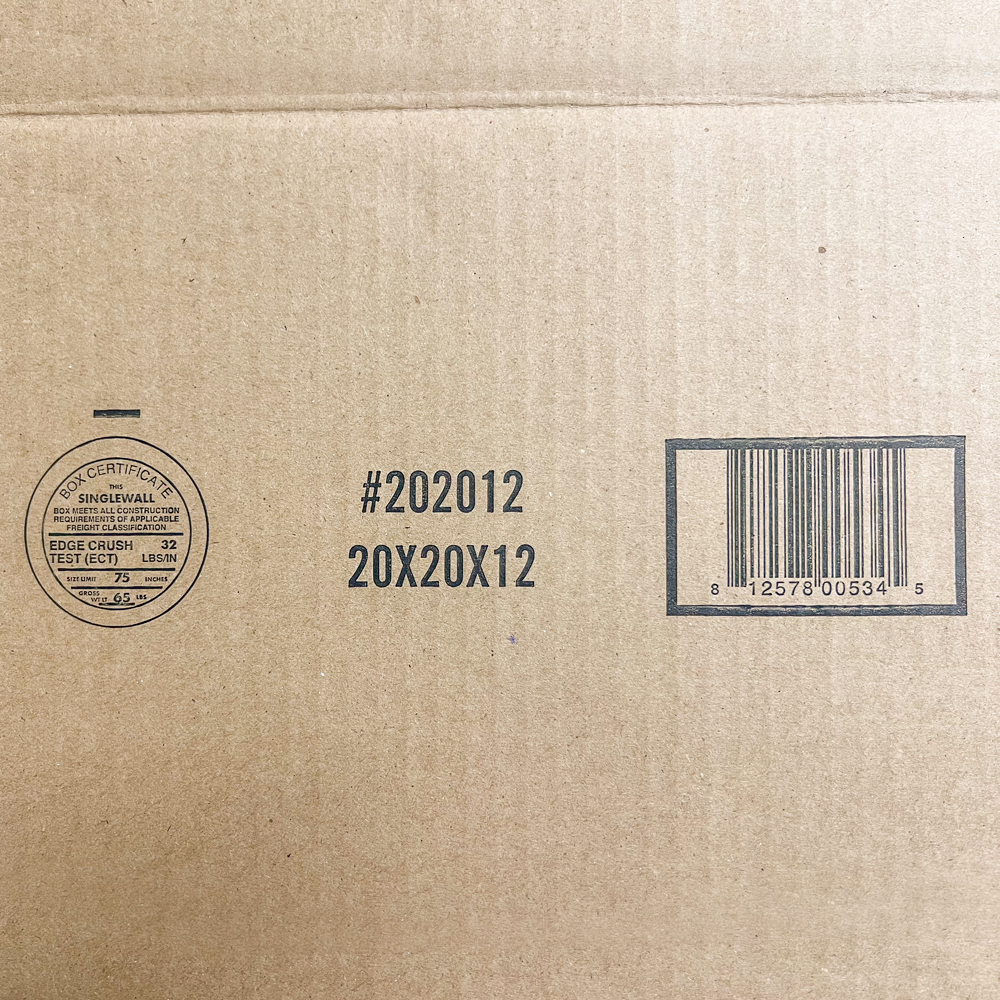 BOX CERTIFICATE
THIS
SINGLEWALL
BOX MEETS ALL CONSTRUCTION
REQUIREMENTS OF APPLICABLE
FREIGHT CLASSIFICATION
EDGE CRUSH 32
TEST (ECT) LBS/IN
SIZE LIMIT 75 INCHES
GROSS
WT LT 65 LBS
#202012
20X20X12
8 12578 00534 5